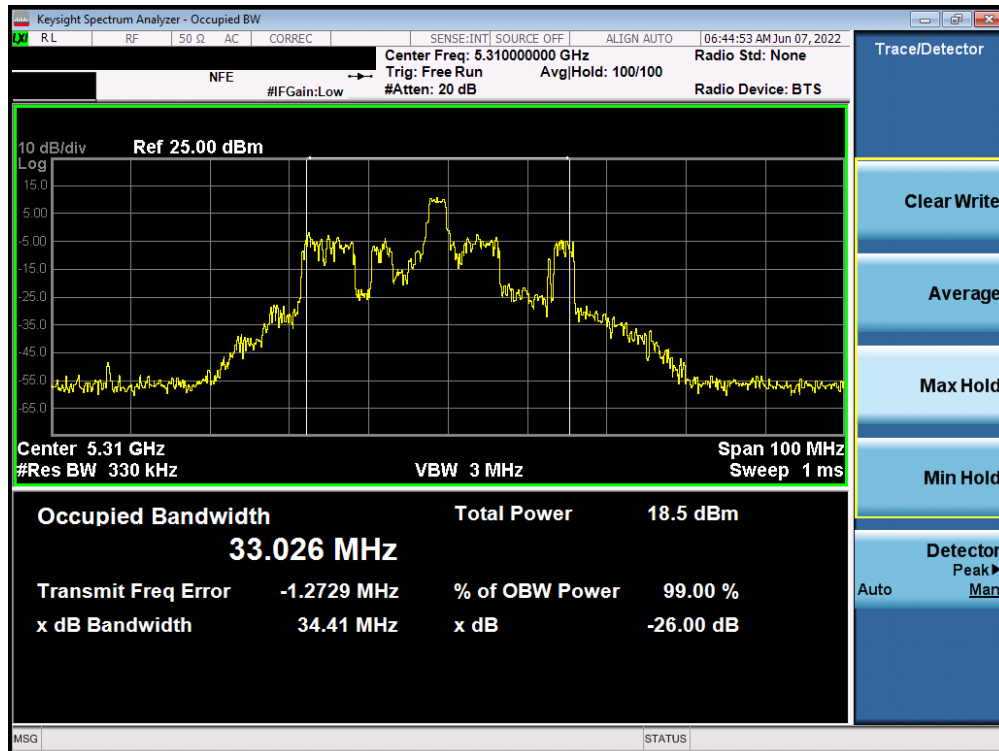 Keysight Spectrum Analyzer - Occupied BW
LXI RL RF 50 Ω AC CORREC SENSE:INT SOURCE OFF ALIGN AUTO 06:44:53 AM Jun 07, 2022
Center Freq: 5.310000000 GHz Radio Std: None
NFE Trig: Free Run Avg|Hold: 100/100
#IFGain:Low #Atten: 20 dB Radio Device: BTS
10 dB/div Ref 25.00 dBm
Log
15.0
5.00
-5.00
-15.0
-25.0
-35.0
-45.0
-55.0
-65.0
Center 5.31 GHz Span 100 MHz
#Res BW 330 kHz VBW 3 MHz Sweep 1 ms
Occupied Bandwidth Total Power 18.5 dBm
33.026 MHz
Transmit Freq Error -1.2729 MHz % of OBW Power 99.00 %
x dB Bandwidth 34.41 MHz x dB -26.00 dB
MSG STATUS
Trace/Detector
Clear Write
Average
Max Hold
Min Hold
Detector
Peak▶
Auto Man